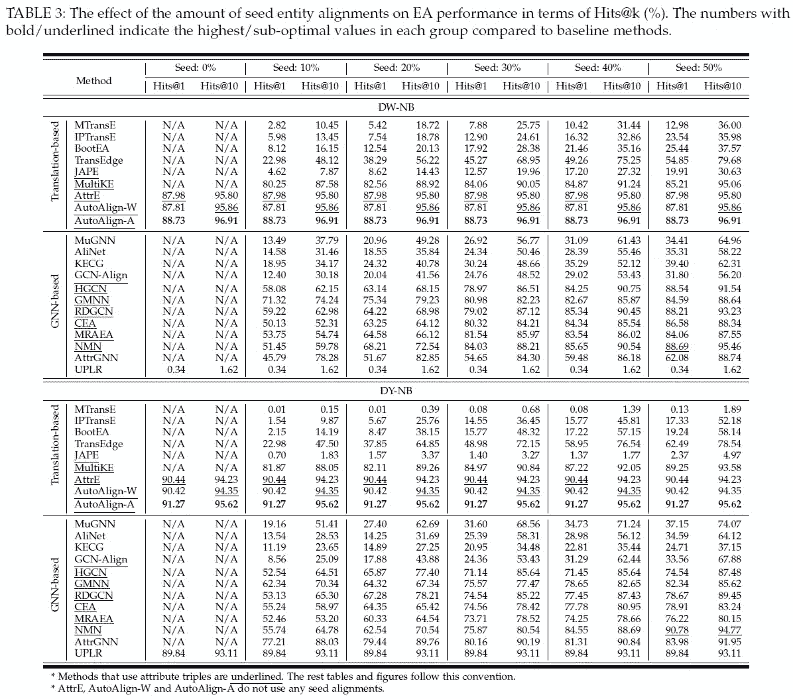 TABLE 3: The effect of the amount of seed entity alignments on EA performance in terms of Hits@k (%). The numbers with
bold/underlined indicate the highest/sub-optimal values in each group compared to baseline methods.
Method Seed: 0% Seed: 10% Seed: 20% Seed: 30% Seed: 40% Seed: 50%
Hits@1 Hits@10 Hits@1 Hits@10 Hits@1 Hits@10 Hits@1 Hits@10 Hits@1 Hits@10 Hits@1 Hits@10
DW-NB
Translation-based
MTransE N/A N/A 2.82 10.45 5.42 18.72 7.88 25.75 10.42 31.44 12.98 36.00
IPTransE N/A N/A 5.98 13.45 7.54 18.78 12.90 24.61 16.32 32.86 23.54 35.98
BootEA N/A N/A 8.12 16.15 12.54 20.13 17.92 28.38 21.46 35.16 25.44 37.57
TransEdge N/A N/A 22.98 48.12 38.29 56.22 45.27 68.95 49.26 75.25 54.85 79.68
JAPE N/A N/A 4.62 7.87 8.62 14.43 12.57 19.96 17.20 27.32 19.91 30.63
MultiKE N/A N/A 80.25 87.58 82.56 88.92 84.06 90.05 84.87 91.24 85.21 95.06
AttrE 87.98 95.80 87.98 95.80 87.98 95.80 87.98 95.80 87.98 95.80 87.98 95.80
AutoAlign-W 87.81 95.86 87.81 95.86 87.81 95.86 87.81 95.86 87.81 95.86 87.81 95.86
AutoAlign-A 88.73 96.91 88.73 96.91 88.73 96.91 88.73 96.91 88.73 96.91 88.73 96.91
GNN-based
MuGNN N/A N/A 13.49 37.79 20.96 49.28 26.92 56.77 31.09 61.43 34.41 64.96
AliNet N/A N/A 14.58 31.46 18.55 35.84 24.34 50.46 28.39 55.46 35.31 58.22
KECG N/A N/A 18.95 34.17 24.32 40.78 30.24 48.66 35.29 52.12 39.40 62.31
GCN-Align N/A N/A 12.40 30.18 20.04 41.56 24.76 48.52 29.02 53.43 31.80 56.20
HGCN N/A N/A 58.08 62.15 63.14 68.15 78.97 86.51 84.25 90.75 88.54 91.54
GMNN N/A N/A 71.32 74.24 75.34 79.23 80.98 82.23 82.67 85.87 84.59 88.64
RDGCN N/A N/A 59.22 62.98 64.22 68.98 79.02 87.12 85.34 90.45 88.21 93.23
CEA N/A N/A 50.13 52.31 63.25 64.12 80.32 84.21 84.34 85.54 86.58 88.34
MRAEA N/A N/A 53.75 54.74 64.58 66.12 81.54 85.97 83.54 86.02 84.06 87.55
NMN N/A N/A 51.45 59.78 68.21 72.54 84.03 88.21 85.65 90.54 88.69 95.46
AttrGNN N/A N/A 45.79 78.28 51.67 82.85 54.65 84.30 59.48 86.18 62.08 88.74
UPLR 0.34 1.62 0.34 1.62 0.34 1.62 0.34 1.62 0.34 1.62 0.34 1.62
DY-NB
Translation-based
MTransE N/A N/A 0.01 0.15 0.01 0.39 0.08 0.68 0.08 1.39 0.13 1.89
IPTransE N/A N/A 1.54 9.87 5.67 25.76 14.55 36.45 15.77 45.81 17.33 52.18
BootEA N/A N/A 2.15 14.19 8.47 38.15 15.77 48.32 17.22 57.15 19.24 58.14
TransEdge N/A N/A 22.98 47.50 37.85 64.85 48.98 72.15 58.95 76.54 62.49 78.54
JAPE N/A N/A 0.70 1.83 1.57 3.37 1.40 3.27 1.37 1.77 2.37 4.97
MultiKE N/A N/A 81.87 88.05 82.11 89.26 84.97 90.84 87.22 92.05 89.25 93.58
AttrE 90.44 94.23 90.44 94.23 90.44 94.23 90.44 94.23 90.44 94.23 90.44 94.23
AutoAlign-W 90.42 94.35 90.42 94.35 90.42 94.35 90.42 94.35 90.42 94.35 90.42 94.35
AutoAlign-A 91.27 95.62 91.27 95.62 91.27 95.62 91.27 95.62 91.27 95.62 91.27 95.62
GNN-based
MuGNN N/A N/A 19.16 51.41 27.40 62.69 31.60 68.56 34.73 71.24 37.15 74.07
AliNet N/A N/A 13.54 28.53 14.25 31.69 25.39 58.31 28.98 56.12 34.59 64.12
KECG N/A N/A 11.19 23.65 14.89 27.25 20.95 34.48 22.81 35.44 24.71 37.15
GCN-Align N/A N/A 8.56 25.09 17.88 43.88 24.36 53.43 31.29 62.44 33.56 67.88
HGCN N/A N/A 52.54 64.51 65.87 77.40 71.14 85.64 71.45 85.64 74.54 87.48
GMNN N/A N/A 62.34 70.34 64.32 67.34 75.57 77.47 78.65 82.65 82.34 85.62
RDGCN N/A N/A 53.13 65.30 67.28 78.21 74.54 85.22 77.45 87.43 78.67 89.45
CEA N/A N/A 55.24 58.97 64.35 65.42 74.56 78.42 77.78 80.95 78.91 83.24
MRAEA N/A N/A 52.46 53.20 60.33 64.54 73.71 78.52 74.25 78.66 76.22 80.15
NMN N/A N/A 55.74 64.78 62.54 70.54 75.87 80.54 84.55 88.69 90.78 94.77
AttrGNN N/A N/A 77.21 88.03 79.44 89.76 80.16 90.19 81.31 90.84 83.98 91.95
UPLR 89.84 93.11 89.84 93.11 89.84 93.11 89.84 93.11 89.84 93.11 89.84 93.11
* Methods that use attribute triples are underlined. The rest tables and figures follow this convention.
* AttrE, AutoAlign-W and AutoAlign-A do not use any seed alignments.